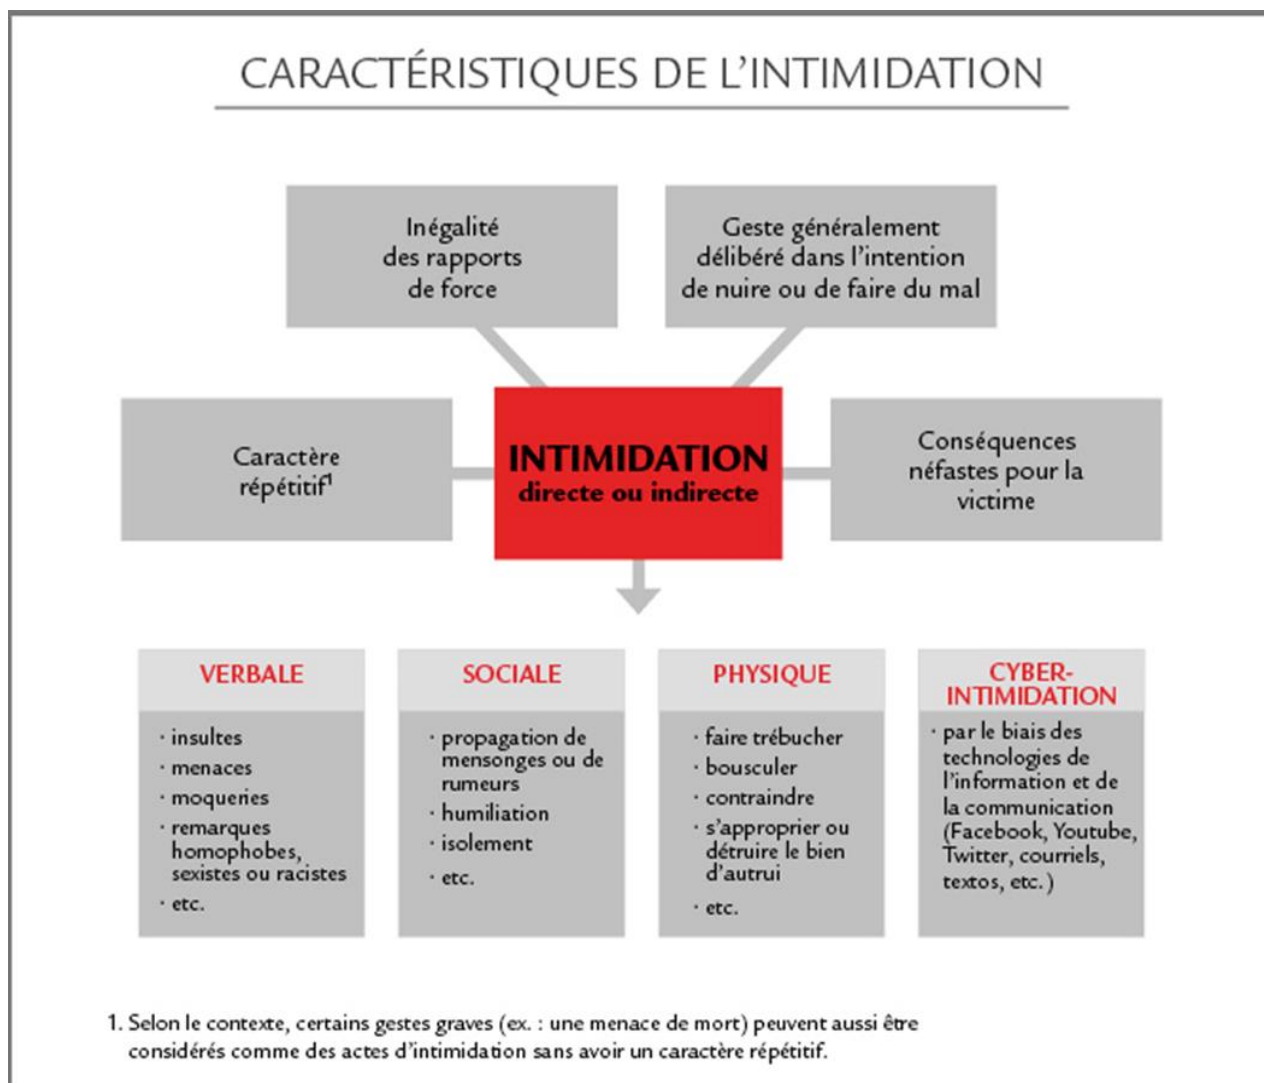 CARACTÉRISTIQUES DE L'INTIMIDATION
Inégalité
des rapports
de force
Geste généralement
délibéré dans l'intention
de nuire ou de faire du mal
Caractère
répétitif¹
INTIMIDATION
directe ou indirecte
Conséquences
néfastes pour la
victime
VERBALE
· insultes
· menaces
· moqueries
· remarques
homophobes,
sexistes ou racistes
· etc.
SOCIALE
· propagation de
mensonges ou de
rumeurs
· humiliation
· isolement
· etc.
PHYSIQUE
· faire trébucher
· bousculer
· contraindre
· s'approprier ou
détruire le bien
d'autrui
· etc.
CYBER-
INTIMIDATION
· par le biais des
technologies de
l'information et de
la communication
(Facebook, Youtube,
Twitter, courriels,
textos, etc.)
1. Selon le contexte, certains gestes graves (ex. : une menace de mort) peuvent aussi être
considérés comme des actes d'intimidation sans avoir un caractère répétitif.